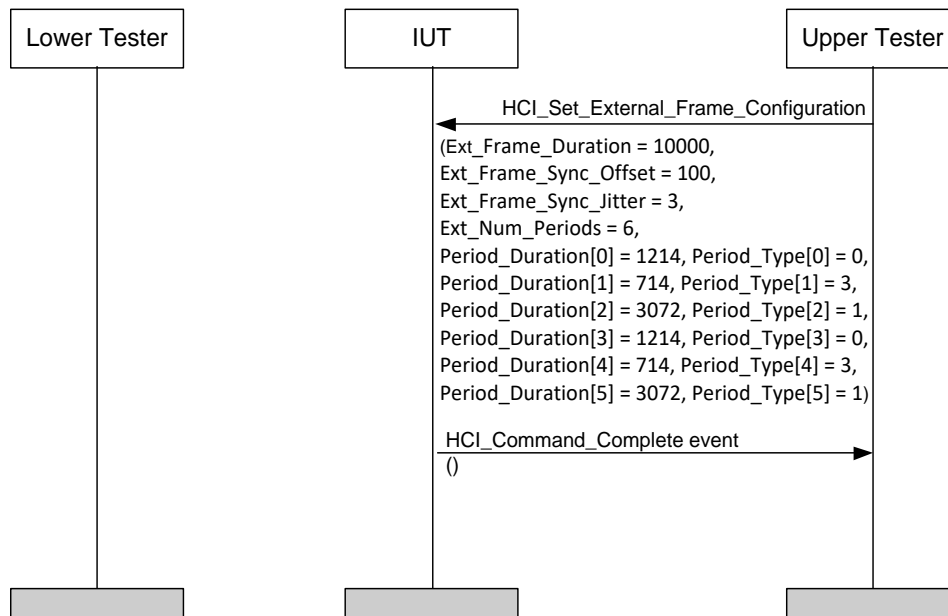 Lower Tester
IUT
Upper Tester
HCI_Set_External_Frame_Configuration
(Ext_Frame_Duration = 10000,
Ext_Frame_Sync_Offset = 100,
Ext_Frame_Sync_Jitter = 3,
Ext_Num_Periods = 6,
Period_Duration[0] = 1214, Period_Type[0] = 0,
Period_Duration[1] = 714, Period_Type[1] = 3,
Period_Duration[2] = 3072, Period_Type[2] = 1,
Period_Duration[3] = 1214, Period_Type[3] = 0,
Period_Duration[4] = 714, Period_Type[4] = 3,
Period_Duration[5] = 3072, Period_Type[5] = 1)
HCI_Command_Complete event
()